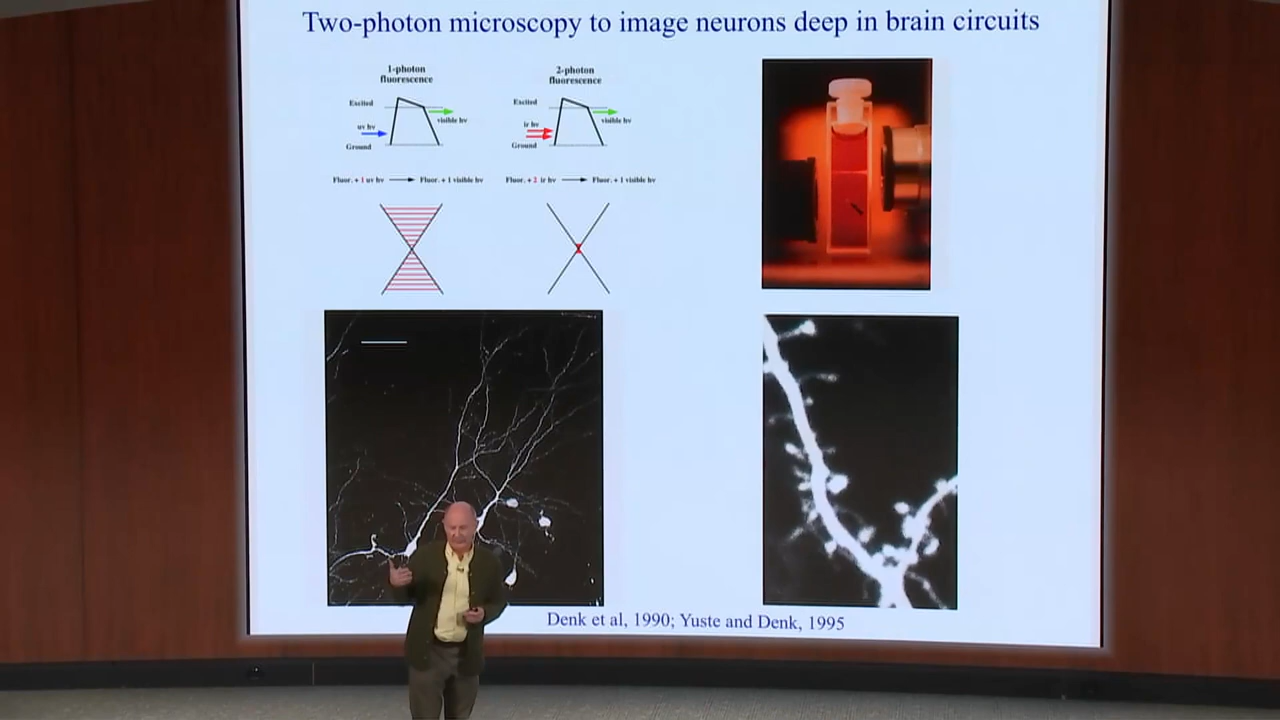 Two-photon microscopy to image neurons deep in brain circuits
1-photon
fluorescence
Excited
visible hν
uv hν
Ground
Fluor. + 1 uv hν
Fluor. + 1 visible hν
2-photon
fluorescence
Excited
visible hν
ir hν
Ground
Fluor. + 2 ir hν
Fluor. + 1 visible hν
Denk et al, 1990; Yuste and Denk, 1995